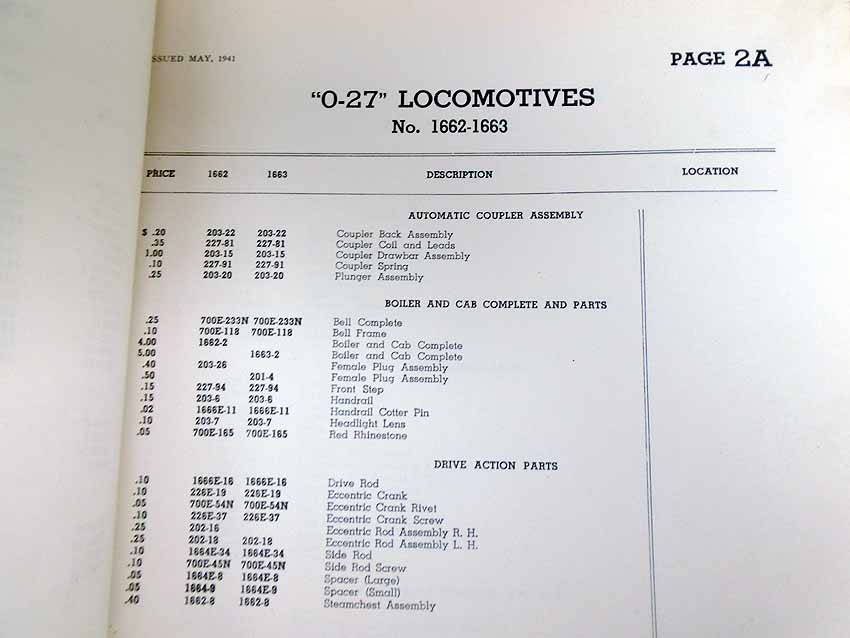 SSUED MAY, 1941
PAGE 2A
"O-27" LOCOMOTIVES
No. 1662-1663
PRICE 1662 1663 DESCRIPTION LOCATION
AUTOMATIC COUPLER ASSEMBLY
$ .20 203-22 203-22 Coupler Back Assembly
.35 227-81 227-81 Coupler Coil and Leads
1.00 203-15 203-15 Coupler Drawbar Assembly
.10 227-91 227-91 Coupler Spring
.25 203-20 203-20 Plunger Assembly
BOILER AND CAB COMPLETE AND PARTS
.25 700E-233N 700E-233N Bell Complete
.10 700E-118 700E-118 Bell Frame
4.00 1662-2 Boiler and Cab Complete
5.00 1663-2 Boiler and Cab Complete
.40 203-26 Female Plug Assembly
.50 201-4 Female Plug Assembly
.15 227-94 227-94 Front Step
.15 203-6 203-6 Handrail
.02 1666E-11 1666E-11 Handrail Cotter Pin
.10 203-7 203-7 Headlight Lens
.05 700E-165 700E-165 Red Rhinestone
DRIVE ACTION PARTS
.10 1666E-16 1666E-16 Drive Rod
.10 226E-19 226E-19 Eccentric Crank
.05 700E-54N 700E-54N Eccentric Crank Rivet
.10 226E-37 226E-37 Eccentric Crank Screw
.25 202-16 Eccentric Rod Assembly R. H.
.25 202-18 202-18 Eccentric Rod Assembly L. H.
.10 1664E-34 1664E-34 Side Rod
.10 700E-45N 700E-45N Side Rod Screw
.05 1664E-8 1664E-8 Spacer (Large)
.05 1664-9 1664E-9 Spacer (Small)
.40 1662-8 1662-8 Steamchest Assembly